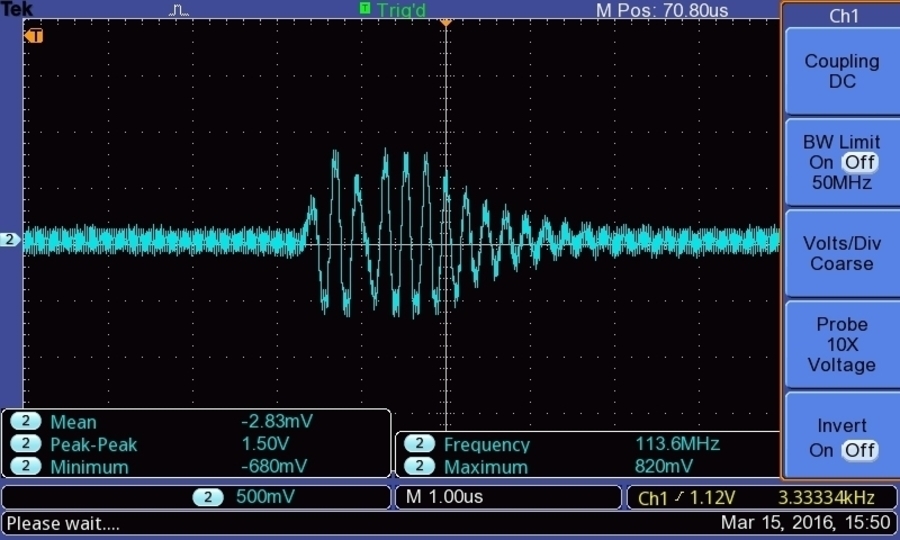 Tek
Trig'd
M Pos: 70.80us
T
2
Ch1
Coupling
DC
BW Limit
On Off
50MHz
Volts/Div
Coarse
Probe
10X
Voltage
Invert
On Off
2 Mean -2.83mV
2 Peak-Peak 1.50V
2 Minimum -680mV
2 Frequency 113.6MHz
2 Maximum 820mV
2 500mV
M 1.00us
Ch1 1.12V 3.33334kHz
Please wait....
Mar 15, 2016, 15:50